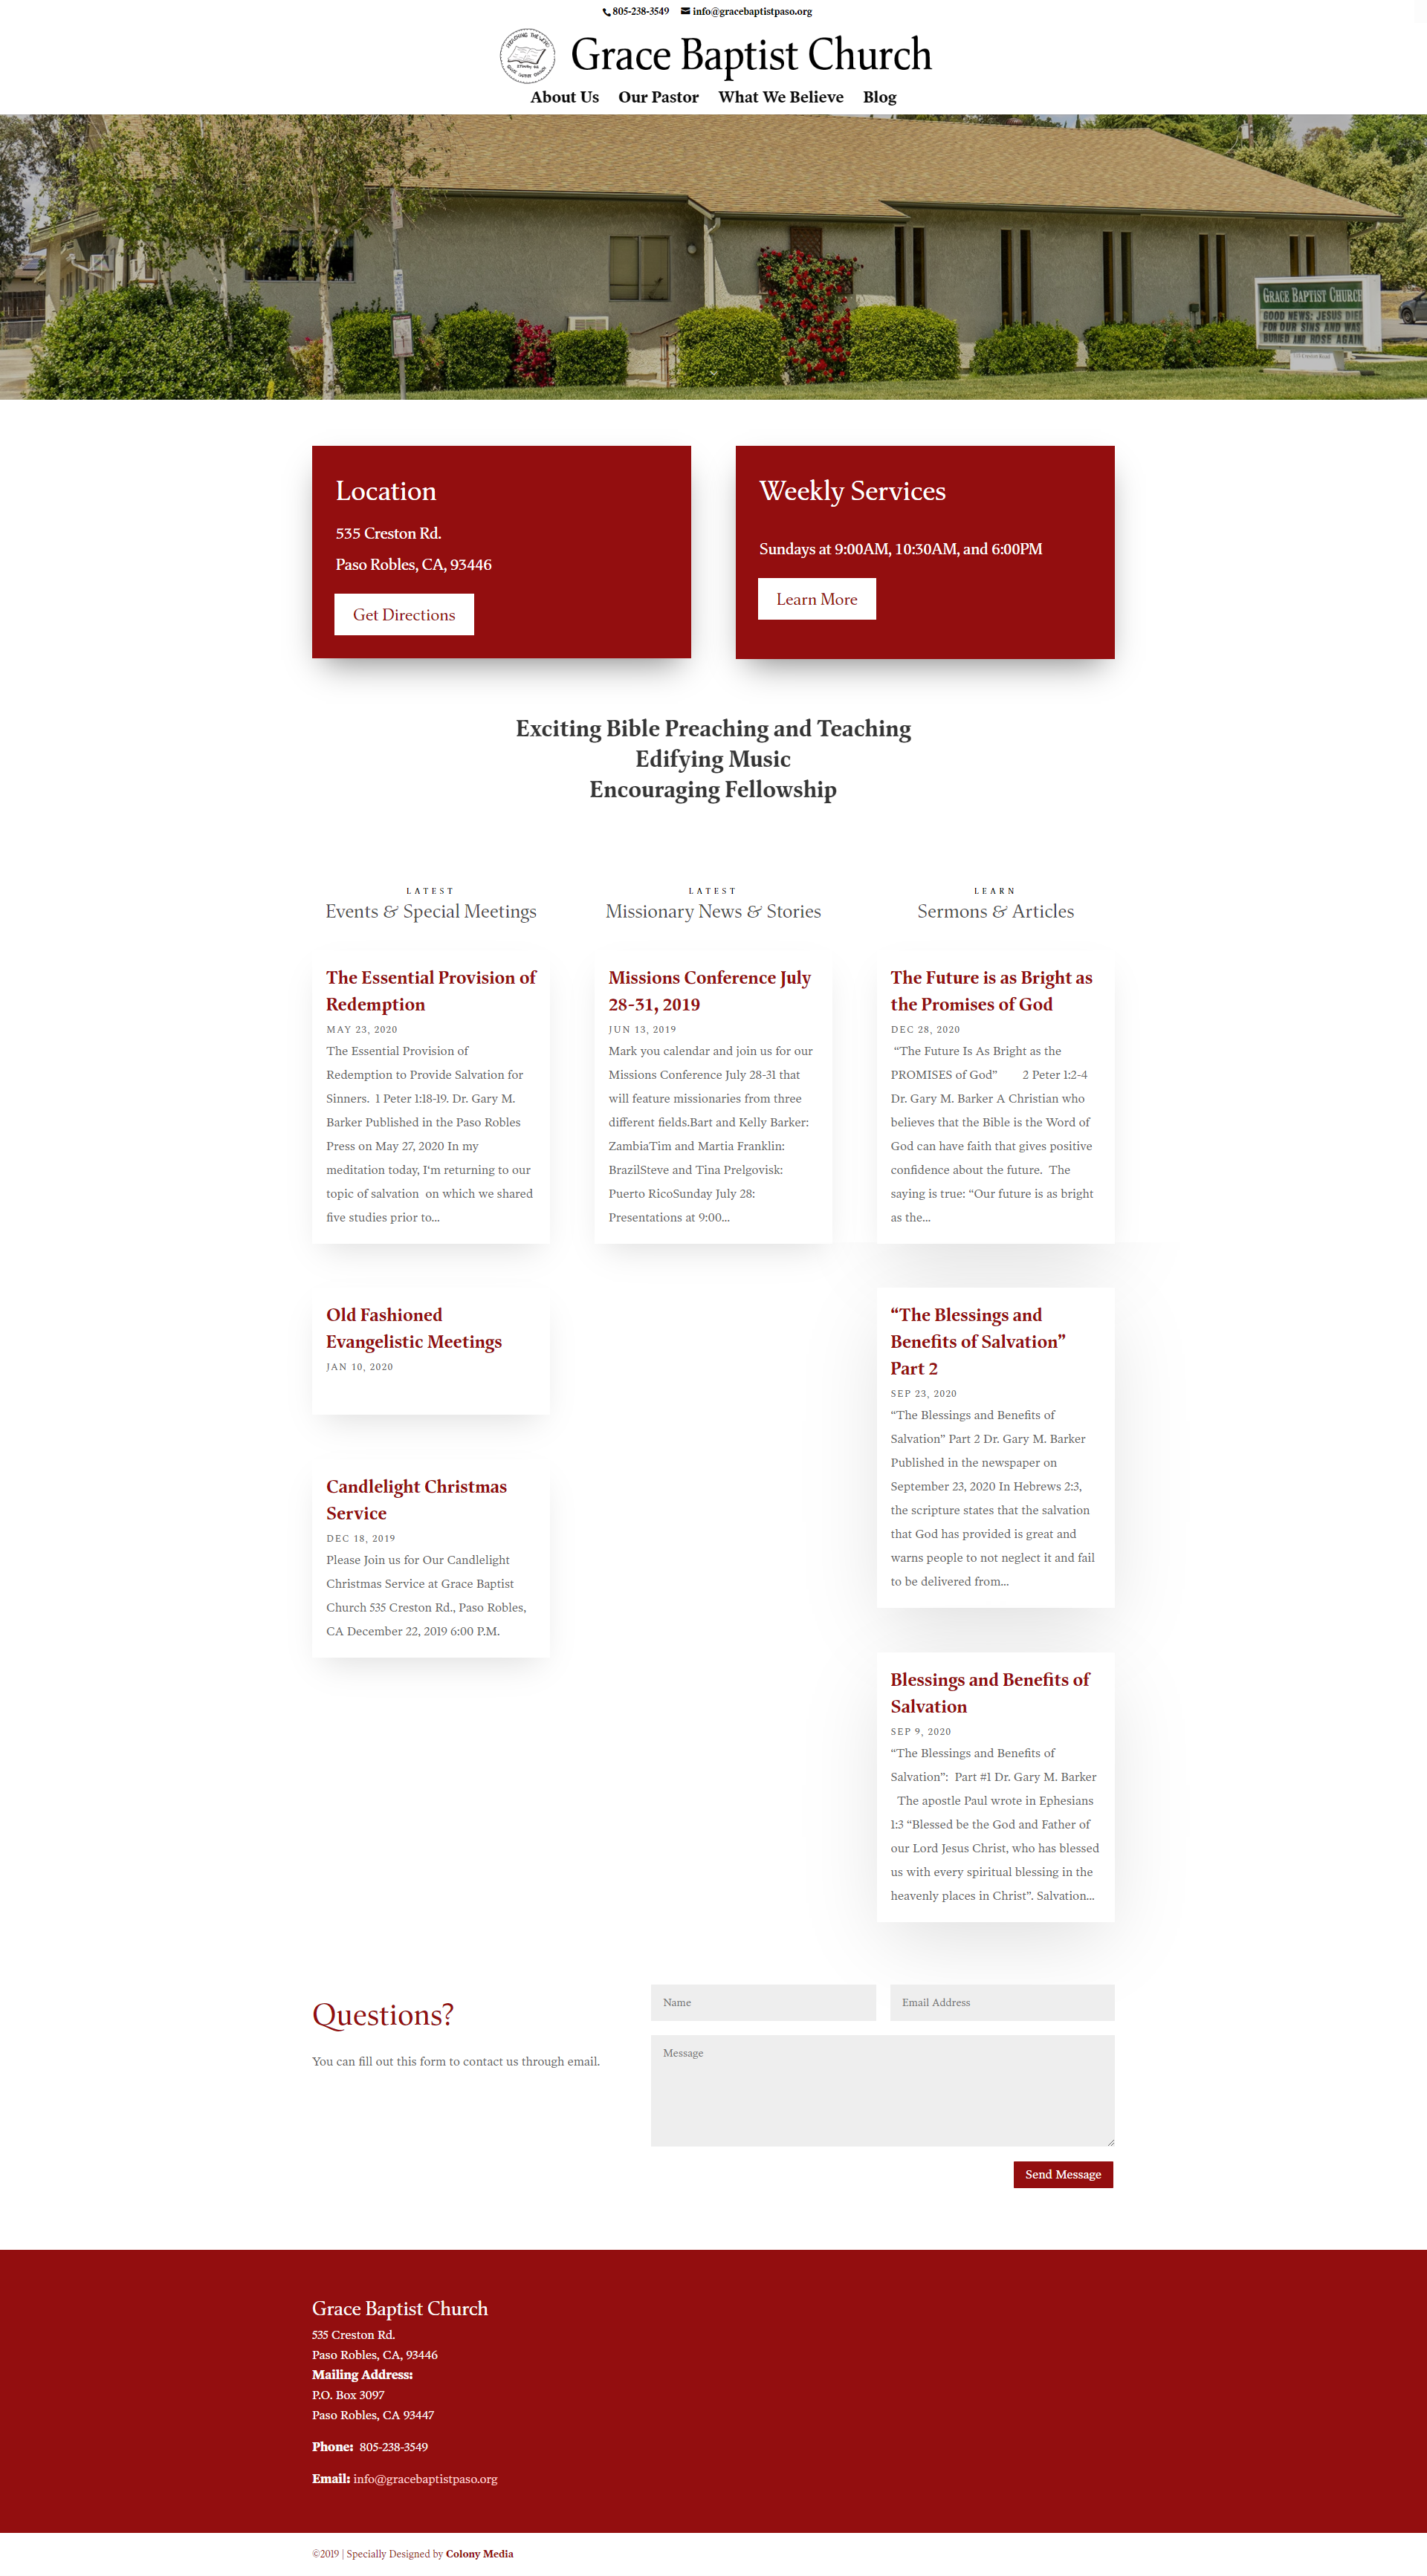 805-238-3549 info@gracebaptistpaso.org
Grace Baptist Church
About Us Our Pastor What We Believe Blog
GRACE BAPTIST CHURCH
GOOD NEWS: JESUS DIED
FOR OUR SINS AND WAS
BURIED AND ROSE AGAIN
Location
535 Creston Rd.
Paso Robles, CA, 93446
Get Directions
Weekly Services
Sundays at 9:00AM, 10:30AM, and 6:00PM
Learn More
Exciting Bible Preaching and Teaching
Edifying Music
Encouraging Fellowship
LATEST
Events & Special Meetings
The Essential Provision of
Redemption
MAY 23, 2020
The Essential Provision of
Redemption to Provide Salvation for
Sinners.  1 Peter 1:18-19. Dr. Gary M.
Barker Published in the Paso Robles
Press on May 27, 2020 In my
meditation today, I'm returning to our
topic of salvation  on which we shared
five studies prior to...
Old Fashioned
Evangelistic Meetings
JAN 10, 2020
Candlelight Christmas
Service
DEC 18, 2019
Please Join us for Our Candlelight
Christmas Service at Grace Baptist
Church 535 Creston Rd., Paso Robles,
CA December 22, 2019 6:00 P.M.
LATEST
Missionary News & Stories
Missions Conference July
28-31, 2019
JUN 13, 2019
Mark you calendar and join us for our
Missions Conference July 28-31 that
will feature missionaries from three
different fields.Bart and Kelly Barker:
ZambiaTim and Martia Franklin:
BrazilSteve and Tina Prelgovisk:
Puerto RicoSunday July 28:
Presentations at 9:00...
LEARN
Sermons & Articles
The Future is as Bright as
the Promises of God
DEC 28, 2020
“The Future Is As Bright as the
PROMISES of God”     2 Peter 1:2-4
Dr. Gary M. Barker A Christian who
believes that the Bible is the Word of
God can have faith that gives positive
confidence about the future.  The
saying is true: “Our future is as bright
as the...
“The Blessings and
Benefits of Salvation”
Part 2
SEP 23, 2020
“The Blessings and Benefits of
Salvation” Part 2 Dr. Gary M. Barker
Published in the newspaper on
September 23, 2020 In Hebrews 2:3,
the scripture states that the salvation
that God has provided is great and
warns people to not neglect it and fail
to be delivered from...
Blessings and Benefits of
Salvation
SEP 9, 2020
“The Blessings and Benefits of
Salvation”:  Part #1 Dr. Gary M. Barker
The apostle Paul wrote in Ephesians
1:3 “Blessed be the God and Father of
our Lord Jesus Christ, who has blessed
us with every spiritual blessing in the
heavenly places in Christ”. Salvation...
Questions?
You can fill out this form to contact us through email.
Name
Email Address
Message
Send Message
Grace Baptist Church
535 Creston Rd.
Paso Robles, CA, 93446
Mailing Address:
P.O. Box 3097
Paso Robles, CA 93447
Phone:  805-238-3549
Email: info@gracebaptistpaso.org
©2019 | Specially Designed by Colony Media